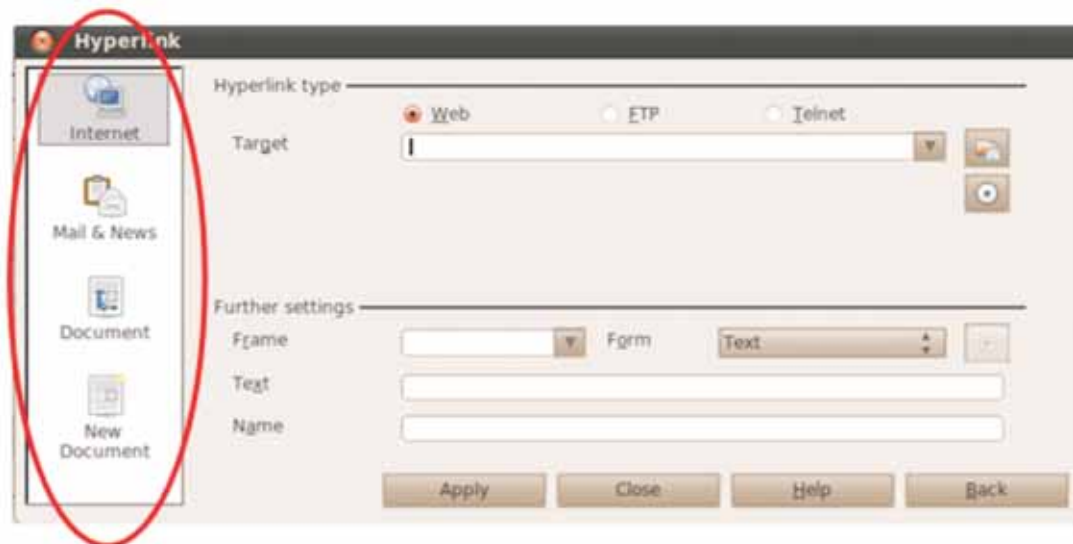 Hyperlink
Internet
Mail & News
Document
New
Document
Hyperlink type
Web FTP Telnet
Target
Further settings
Frame Form Text
Text
Name
Apply Close Help Back